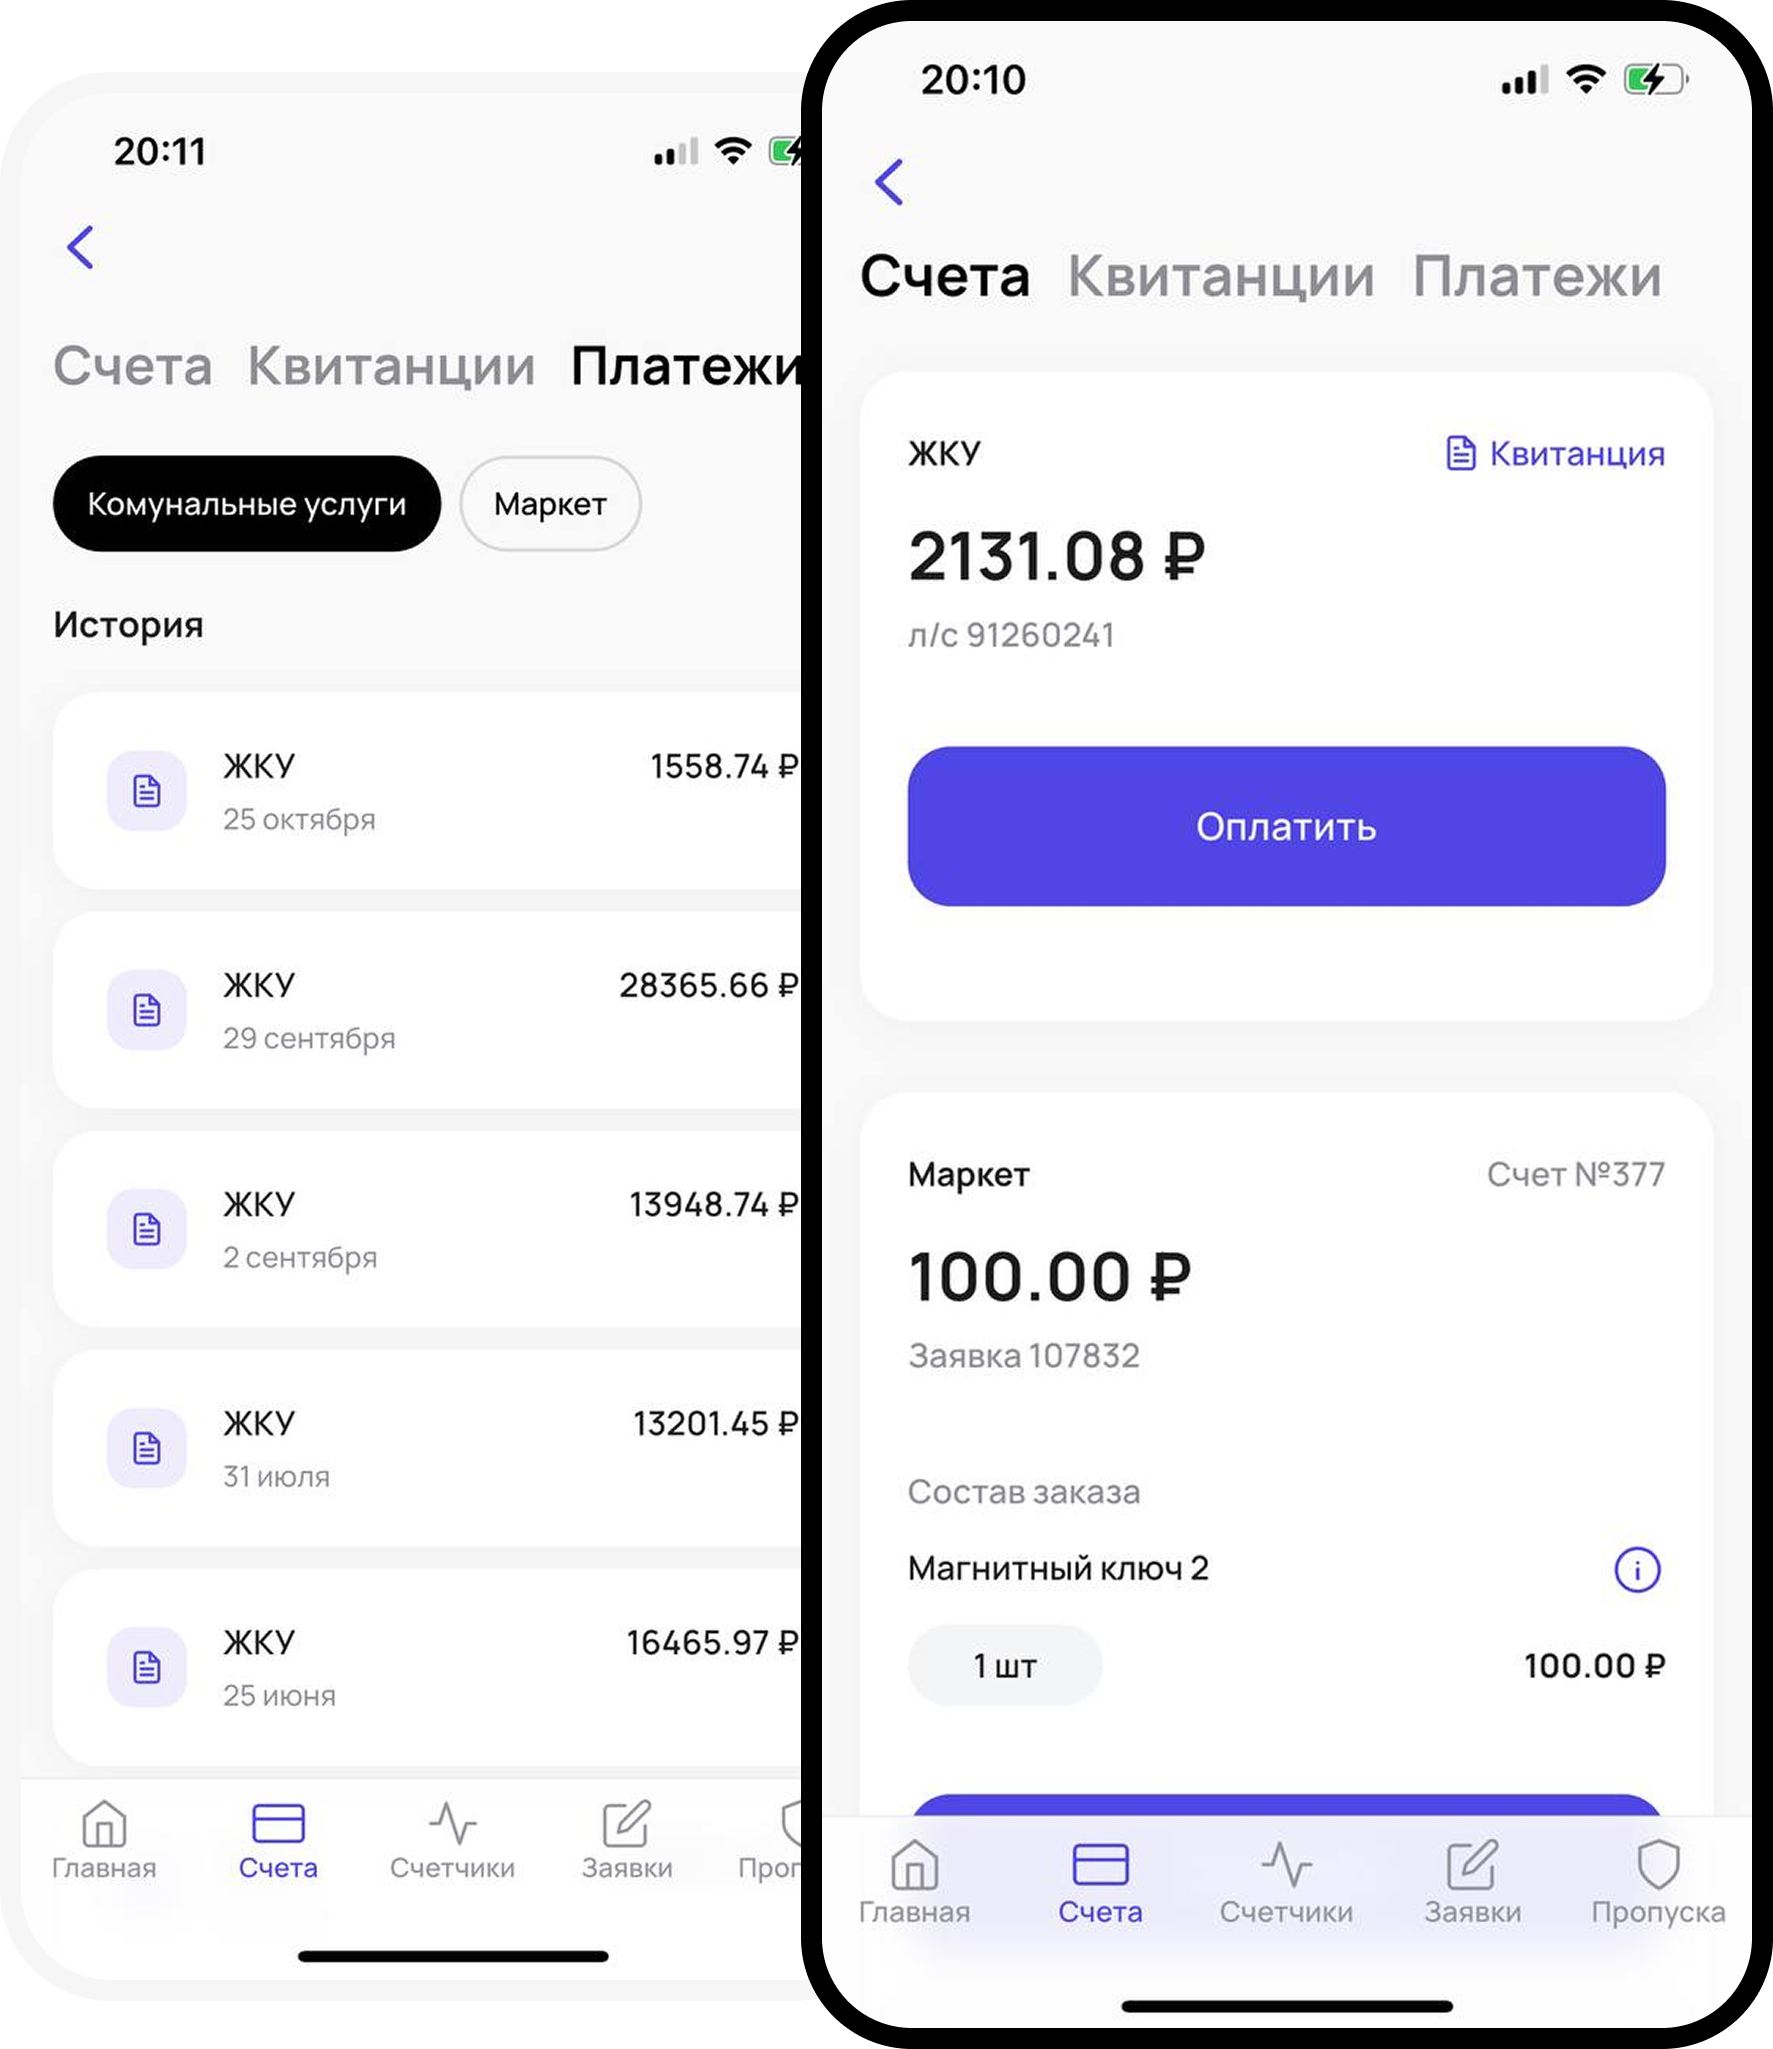 20:11
Счета Квитанции Платежи
Комунальные услуги Маркет
История
ЖКУ 1558.74 ₽
25 октября
ЖКУ 28365.66 ₽
29 сентября
ЖКУ 13948.74 ₽
2 сентября
ЖКУ 13201.45 ₽
31 июля
ЖКУ 16465.97 ₽
25 июня
Главная Счета Счетчики Заявки
20:10
Счета Квитанции Платежи
ЖКУ Квитанция
2131.08 ₽
л/с 91260241
Оплатить
Маркет Счет №377
100.00 ₽
Заявка 107832
Состав заказа
Магнитный ключ 2
1 шт 100.00 ₽
Главная Счета Счетчики Заявки Пропуска